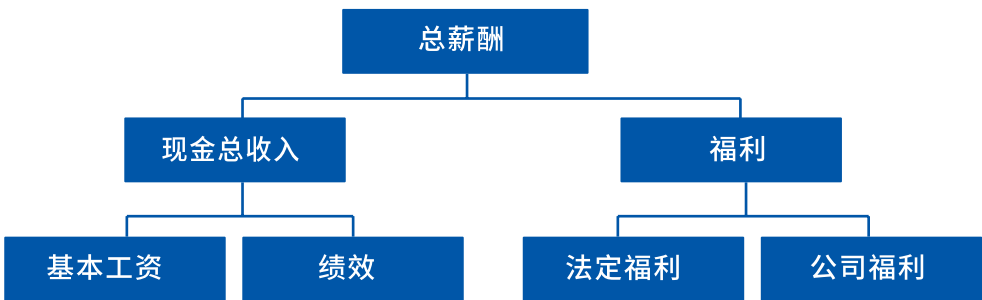 总薪酬
现金总收入
福利
基本工资
绩效
法定福利
公司福利